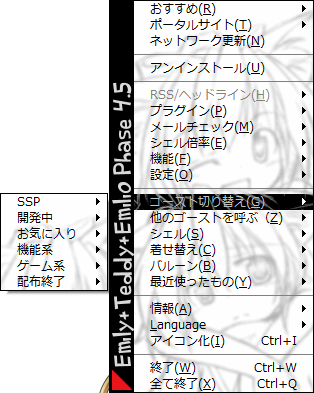 おすすめ(R)
ポータルサイト(T)
ネットワーク更新(N)
アンインストール(U)
RSS/ヘッドライン(H)
プラグイン(P)
メールチェック(M)
シェル倍率(E)
機能(F)
設定(O)
ゴースト切り替え(G)
他のゴーストを呼ぶ (Z)
シェル(S)
着せ替え(C)
バルーン(B)
最近使ったもの(Y)
情報(A)
Language
アイコン化(I) Ctrl+I
終了(W) Ctrl+W
全て終了(X) Ctrl+Q
Emily+Teddy+Emilio Phase 4.5
SSP
開発中
お気に入り
機能系
ゲーム系
配布終了